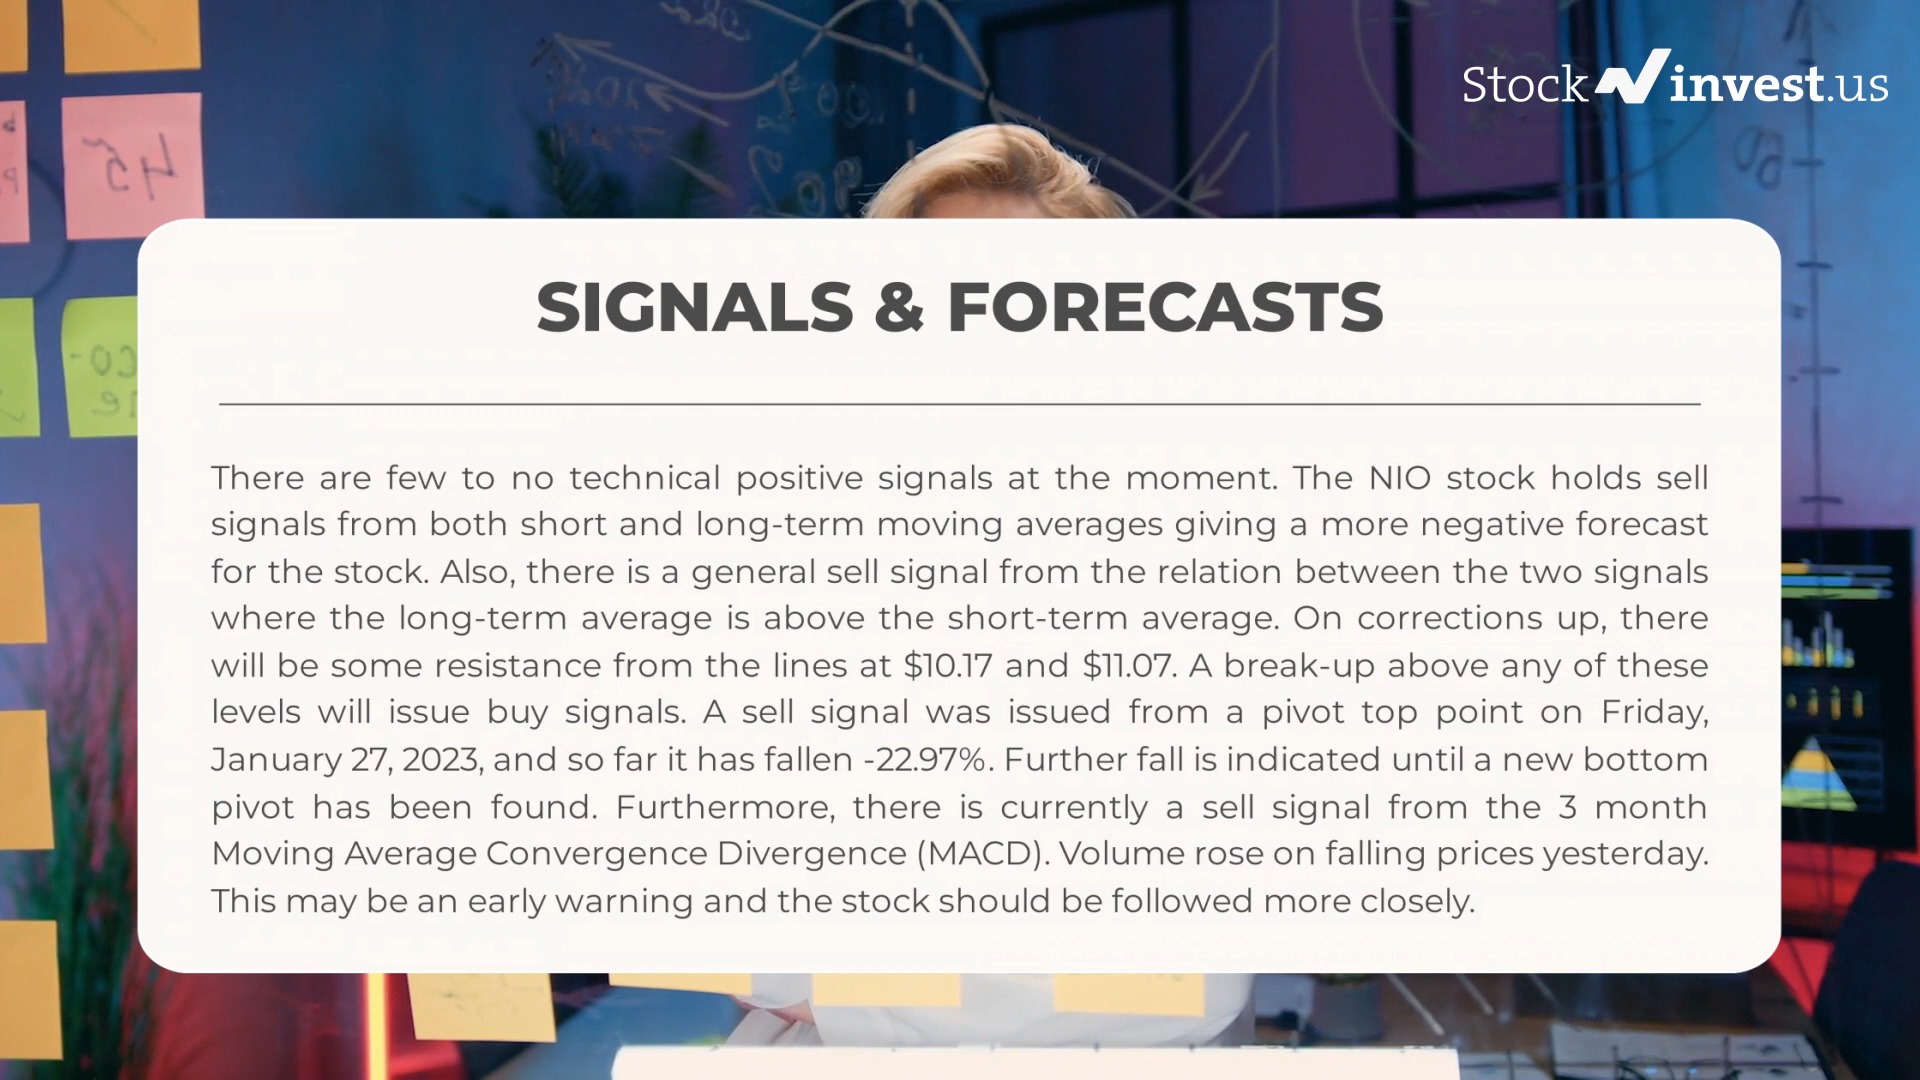 Stock invest.us
45
SIGNALS & FORECASTS
There are few to no technical positive signals at the moment. The NIO stock holds sell
signals from both short and long-term moving averages giving a more negative forecast
for the stock. Also, there is a general sell signal from the relation between the two signals
where the long-term average is above the short-term average. On corrections up, there
will be some resistance from the lines at $10.17 and $11.07. A break-up above any of these
levels will issue buy signals. A sell signal was issued from a pivot top point on Friday,
January 27, 2023, and so far it has fallen -22.97%. Further fall is indicated until a new bottom
pivot has been found. Furthermore, there is currently a sell signal from the 3 month
Moving Average Convergence Divergence (MACD). Volume rose on falling prices yesterday.
This may be an early warning and the stock should be followed more closely.